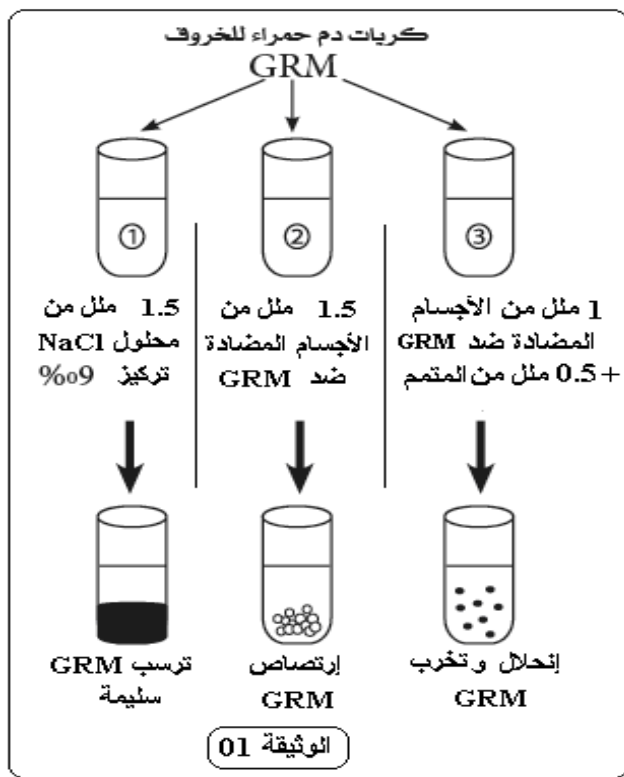 كريات دم حمراء للخروف
GRM
① ② ③
1.5 ملل من
محلول NaCl
تركيز 9‰
1.5 ملل من
الأجسام المضادة
ضد GRM
1 ملل من الأجسام
المضادة ضد GRM
+ 0.5 ملل من المتمم
ترسب GRM
سليمة
إرتصاص
GRM
إنحلال و تخرب
GRM
الوثيقة 01